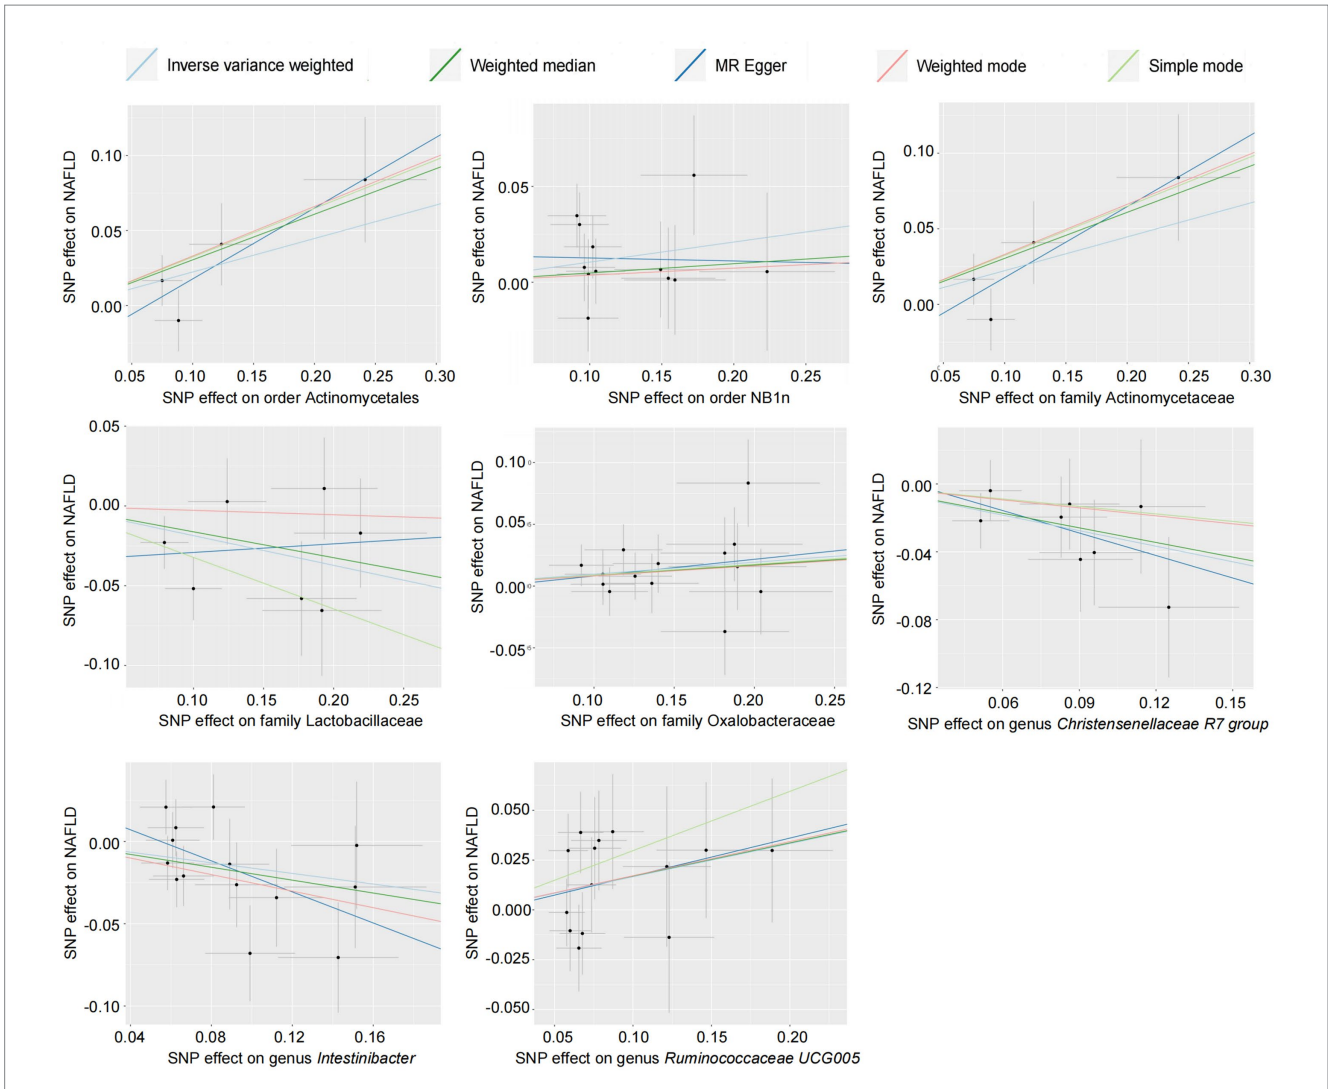 Inverse variance weighted Weighted median MR Egger Weighted mode Simple mode
SNP effect on NAFLD
0.10
0.05
0.00
0.05 0.10 0.15 0.20 0.25 0.30
SNP effect on order Actinomycetales
SNP effect on NAFLD
0.05
0.00
0.10 0.15 0.20 0.25
SNP effect on order NB1n
SNP effect on NAFLD
0.10
0.05
0.00
0.05 0.10 0.15 0.20 0.25 0.30
SNP effect on family Actinomycetaceae
SNP effect on NAFLD
0.05
0.00
-0.05
-0.10
0.10 0.15 0.20 0.25
SNP effect on family Lactobacillaceae
SNP effect on NAFLD
0.10
0.05
0.00
-0.05
0.10 0.15 0.20 0.25
SNP effect on family Oxalobacteraceae
SNP effect on NAFLD
0.00
-0.04
-0.08
-0.12
0.06 0.09 0.12 0.15
SNP effect on genus Christensenellaceae R7 group
SNP effect on NAFLD
0.00
-0.05
-0.10
0.04 0.08 0.12 0.16
SNP effect on genus Intestinibacter
SNP effect on NAFLD
0.050
0.025
0.000
-0.025
-0.050
0.05 0.10 0.15 0.20
SNP effect on genus Ruminococcaceae UCG005